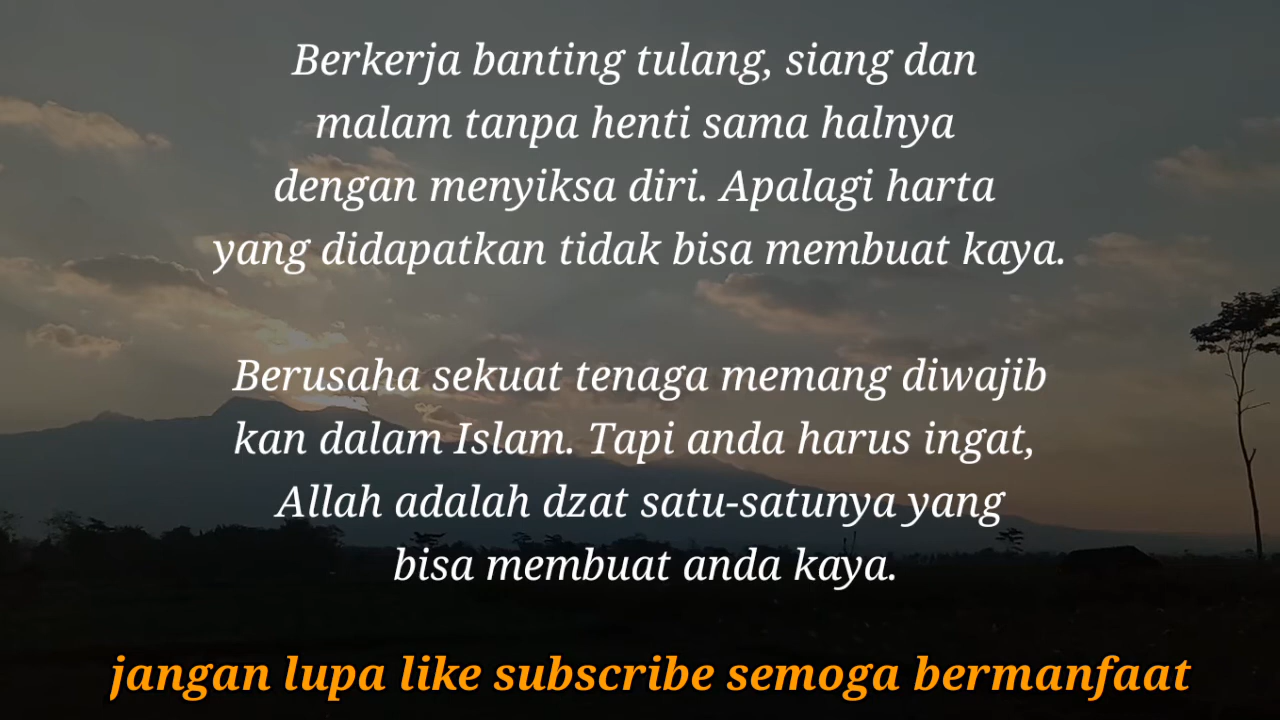 Berkerja banting tulang, siang dan
malam tanpa henti sama halnya
dengan menyiksa diri. Apalagi harta
yang didapatkan tidak bisa membuat kaya.
Berusaha sekuat tenaga memang diwajib
kan dalam Islam. Tapi anda harus ingat,
Allah adalah dzat satu-satunya yang
bisa membuat anda kaya.
jangan lupa like subscribe semoga bermanfaat